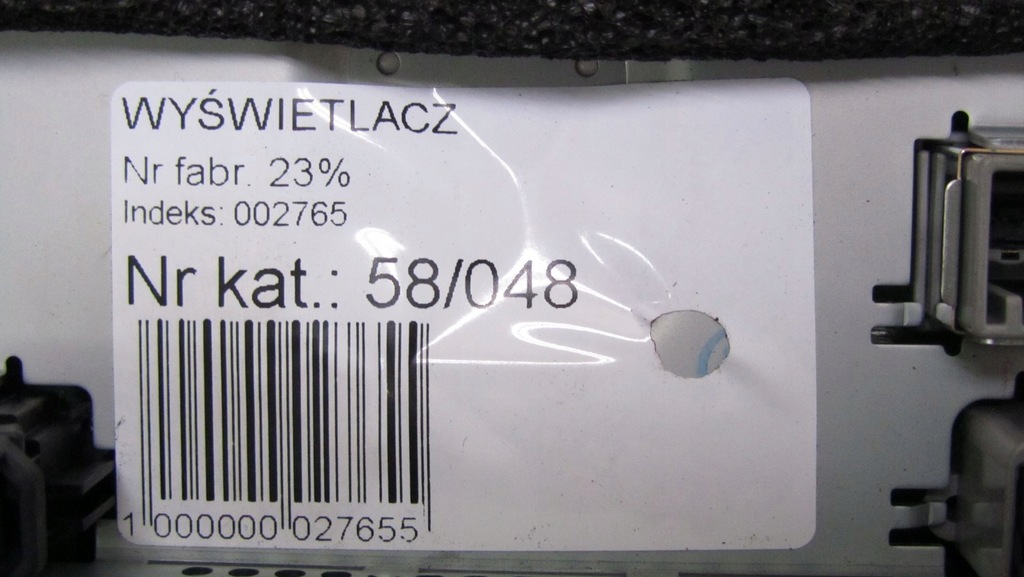 WYŚWIETLACZ
Nr fabr. 23%
Indeks: 002765
Nr kat.: 58/048
1 000000 027655